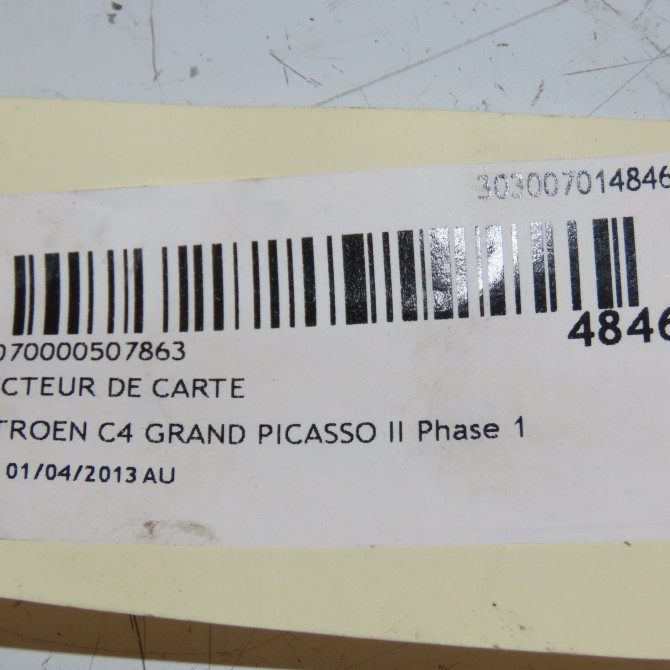 303007014846
4846
070000507863
CTEUR DE CARTE
TROEN C4 GRAND PICASSO II Phase 1
01/04/2013 AU